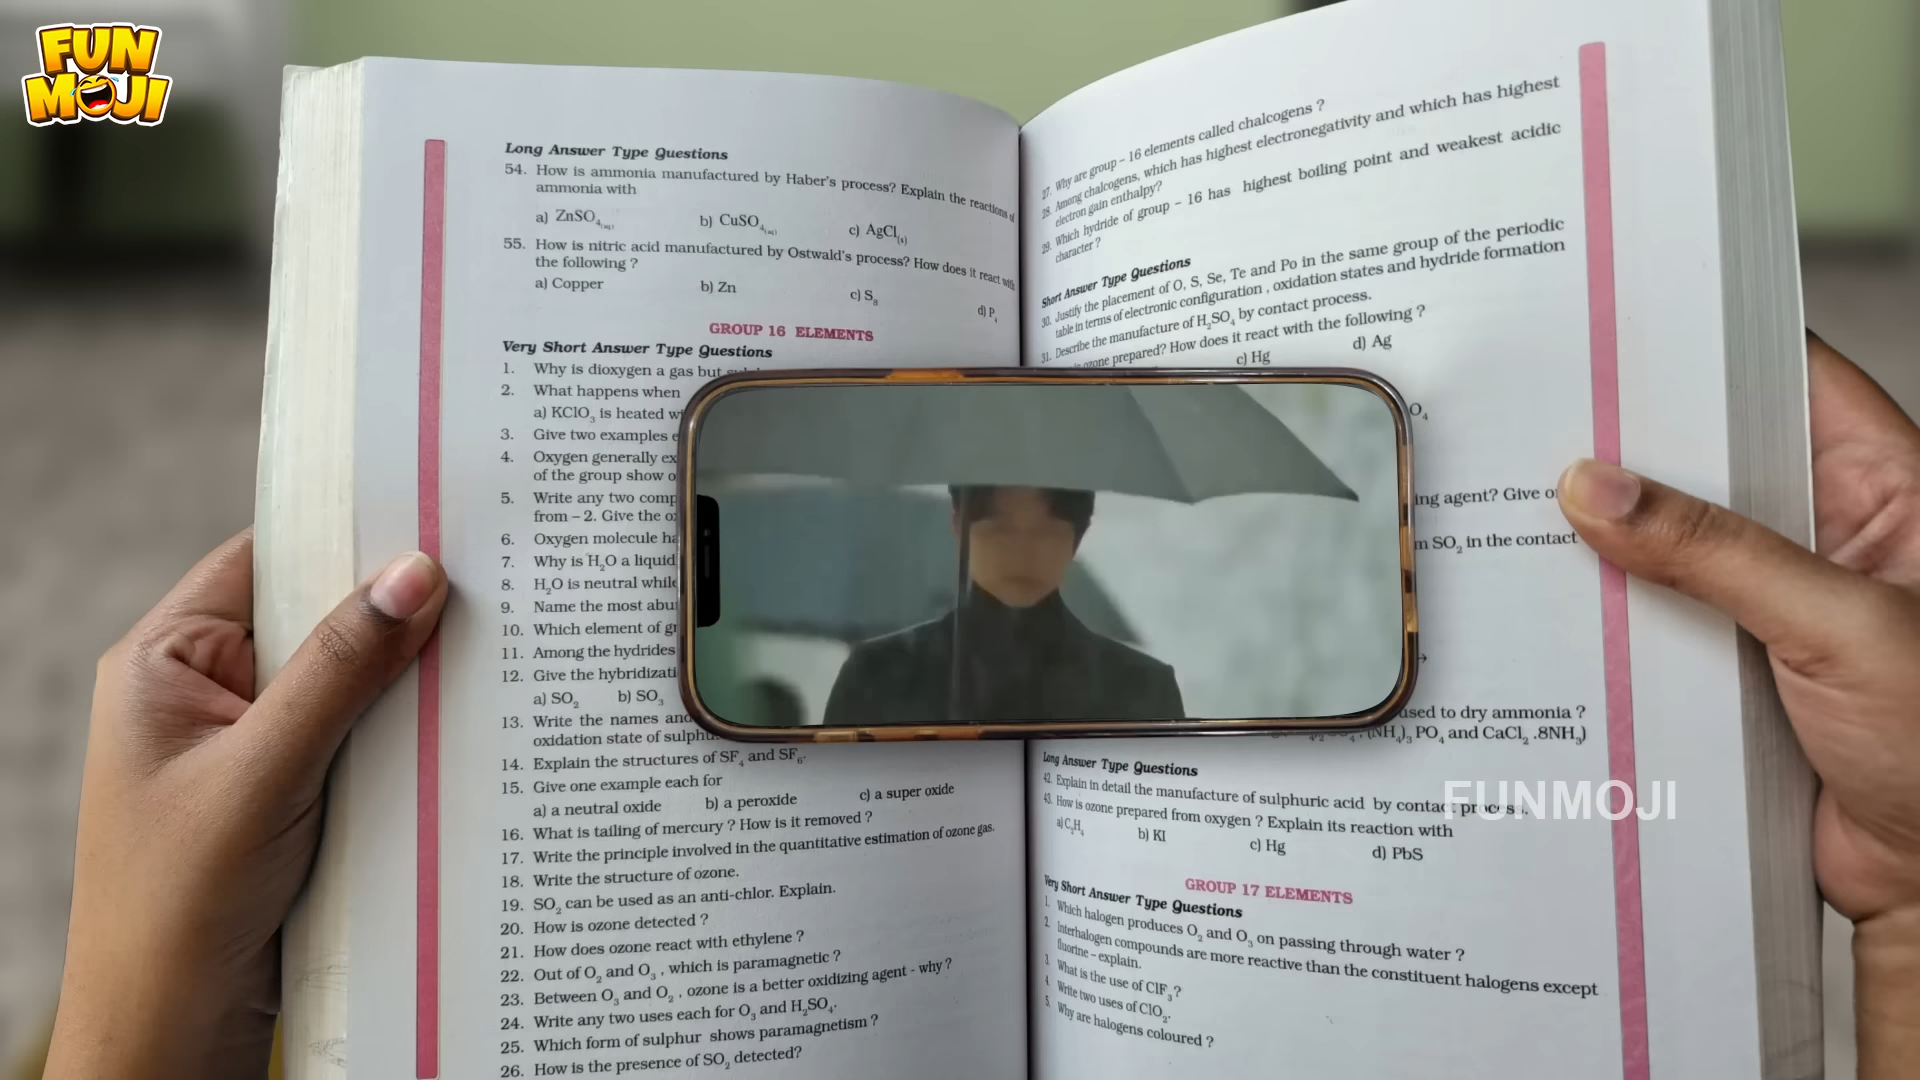 FUN
MOJI
Long Answer Type Questions
54. How is ammonia manufactured by Haber's process? Explain the reactions of
ammonia with
a) ZnSO4(aq) b) CuSO4(aq) c) AgCl(s)
55. How is nitric acid manufactured by Ostwald's process? How does it react with
the following ?
a) Copper b) Zn c) S8 d) P4
GROUP 16 ELEMENTS
Very Short Answer Type Questions
1. Why is dioxygen a gas but
2. What happens when
a) KClO3 is heated
3. Give two examples
4. Oxygen generally
of the group show
5. Write any two
from – 2. Give the
6. Oxygen molecule
7. Why is H2O a liquid
8. H2O is neutral while
9. Name the most
10. Which element of
11. Among the hydrides
12. Give the
a) SO2 b) SO3
13. Write the names and
oxidation state of
14. Explain the structures of SF4 and SF6.
15. Give one example each for
a) a neutral oxide b) a peroxide c) a super oxide
16. What is tailing of mercury ? How is it removed ?
17. Write the principle involved in the quantitative estimation of ozone gas.
18. Write the structure of ozone.
19. SO2 can be used as an anti-chlor. Explain.
20. How is ozone detected ?
21. How does ozone react with ethylene ?
22. Out of O2 and O3 , which is paramagnetic ?
23. Between O3 and O2 , ozone is a better oxidizing agent - why ?
24. Write any two uses each for O3 and H2SO4.
25. Which form of sulphur shows paramagnetism ?
26. How is the presence of SO2 detected?
27. Why are group – 16 elements called chalcogens ?
28. Among chalcogens, which has highest electronegativity and which has highest
electron gain enthalpy?
29. Which hydride of group – 16 has highest boiling point and weakest acidic
character ?
Short Answer Type Questions
30. Justify the placement of O, S, Se, Te and Po in the same group of the periodic
table in terms of electronic configuration , oxidation states and hydride formation
31. Describe the manufacture of H2SO4 by contact process.
ozone prepared? How does it react with the following ?
c) Hg d) Ag
O4
ing agent? Give
SO2 in the contact
→
used to dry ammonia ?
(NH4)3 PO4 and CaCl2 .8NH3)
Long Answer Type Questions
42. Explain in detail the manufacture of sulphuric acid by contact process.
43. How is ozone prepared from oxygen ? Explain its reaction with
a) C2H4 b) KI c) Hg d) PbS
GROUP 17 ELEMENTS
Very Short Answer Type Questions
1. Which halogen produces O2 and O3 on passing through water ?
2. Interhalogen compounds are more reactive than the constituent halogens except
fluorine – explain.
3. What is the use of ClF3 ?
4. Write two uses of ClO2.
5. Why are halogens coloured ?
FUNMOJI